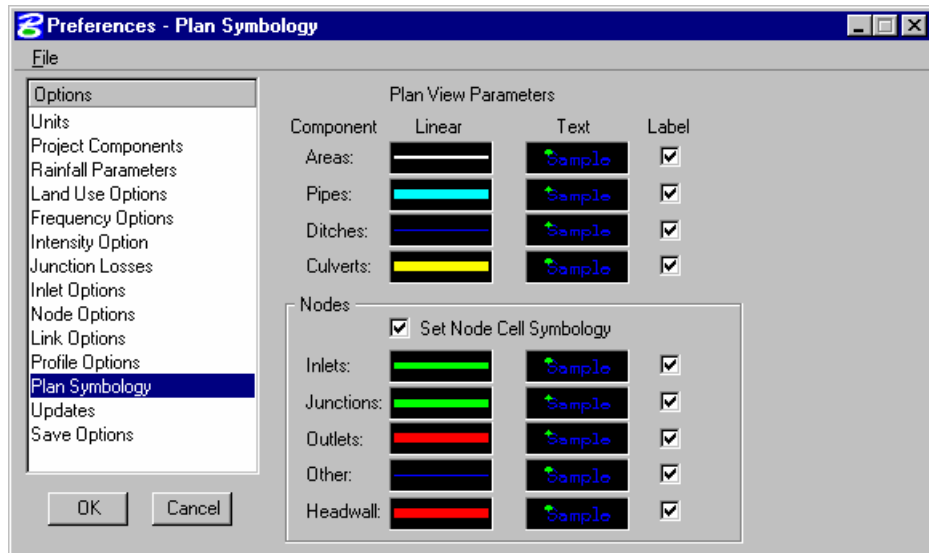 Preferences - Plan Symbology
File
Options
Units
Project Components
Rainfall Parameters
Land Use Options
Frequency Options
Intensity Option
Junction Losses
Inlet Options
Node Options
Link Options
Profile Options
Plan Symbology
Updates
Save Options
OK Cancel
Plan View Parameters
Component Linear Text Label
Areas: Sample
Pipes: Sample
Ditches: Sample
Culverts: Sample
Nodes
Set Node Cell Symbology
Inlets: Sample
Junctions: Sample
Outlets: Sample
Other: Sample
Headwall: Sample